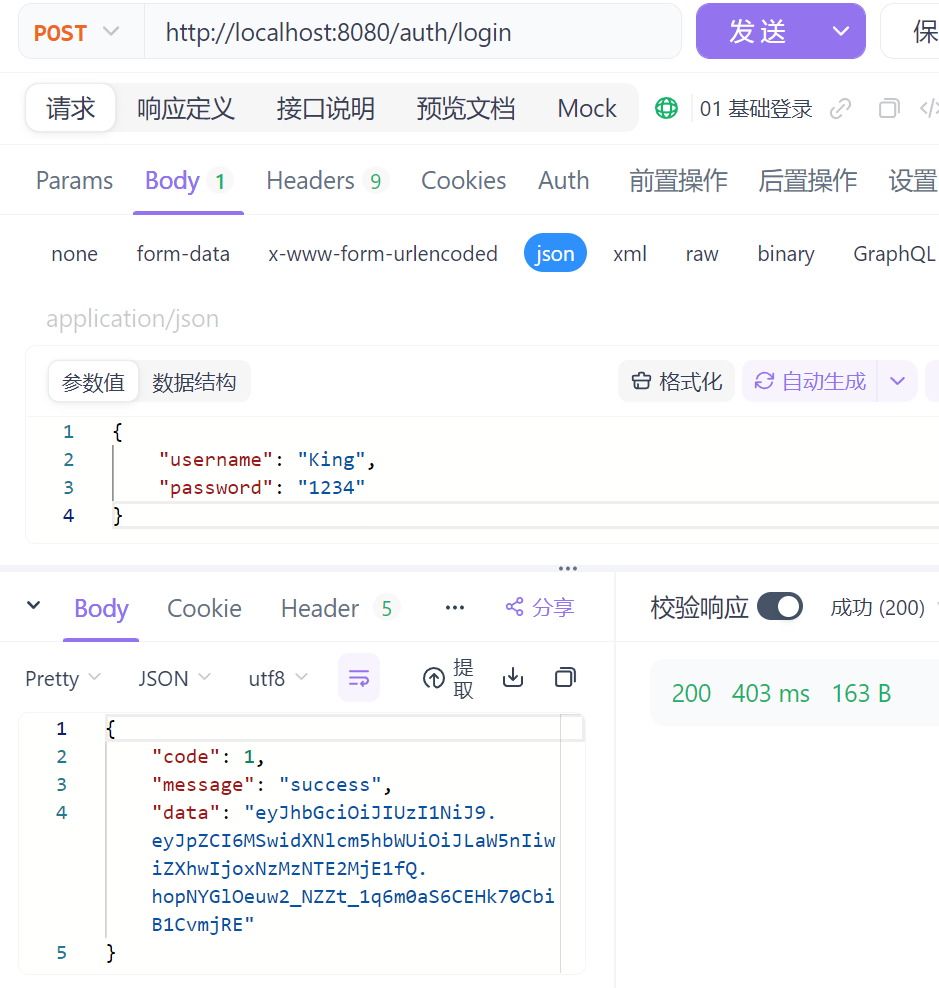 POST http://localhost:8080/auth/login 发送 保
请求 响应定义 接口说明 预览文档 Mock 01 基础登录
Params Body 1 Headers 9 Cookies Auth 前置操作 后置操作 设置
none form-data x-www-form-urlencoded json xml raw binary GraphQL
application/json
参数值 数据结构 格式化 自动生成
1 {
2 "username": "King",
3 "password": "1234"
4 }
Body Cookie Header 5 ··· 分享 校验响应 成功 (200)
Pretty JSON utf8 提取
200 403 ms 163 B
1 {
2 "code": 1,
3 "message": "success",
4 "data": "eyJhbGciOiJIUzI1NiJ9.
eyJpZCI6MSwidXNlcm5hbWUiOiJLaW5nIiw
iZXhwIjoxNzMzNTE2MjE1fQ.
hopNYGlOeuw2_NZZt_1q6m0aS6CEHk70Cbi
B1CvmjRE"
5 }